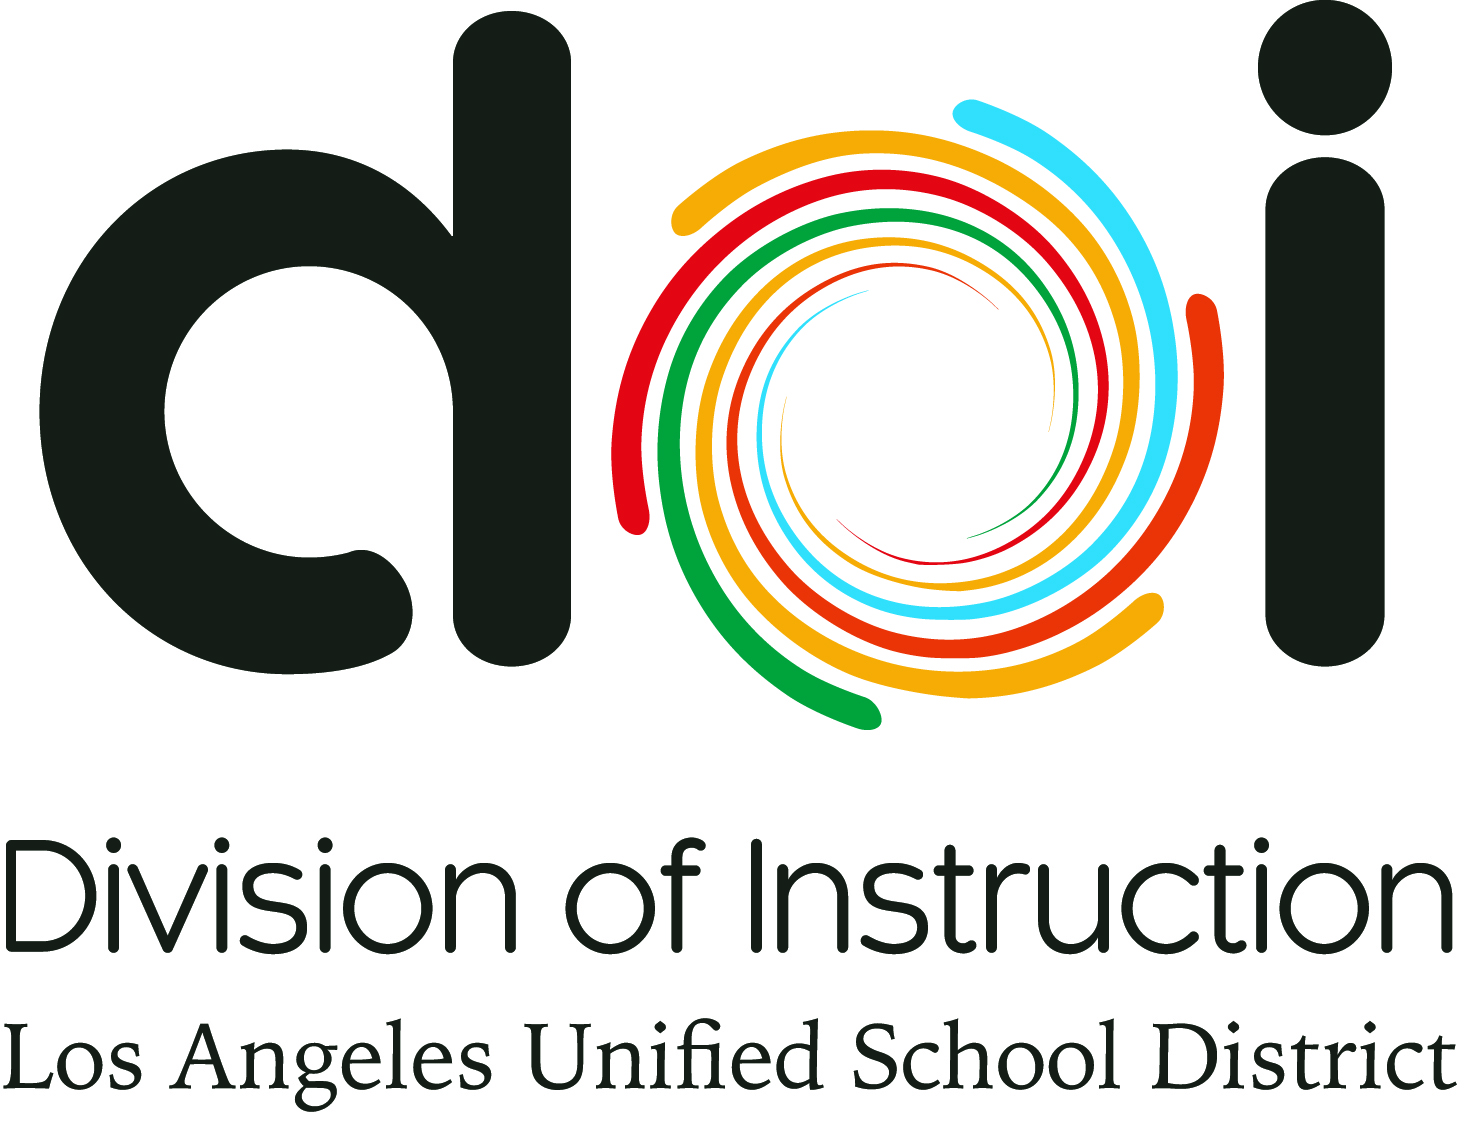 doi
Division of Instruction
Los Angeles Unified School District